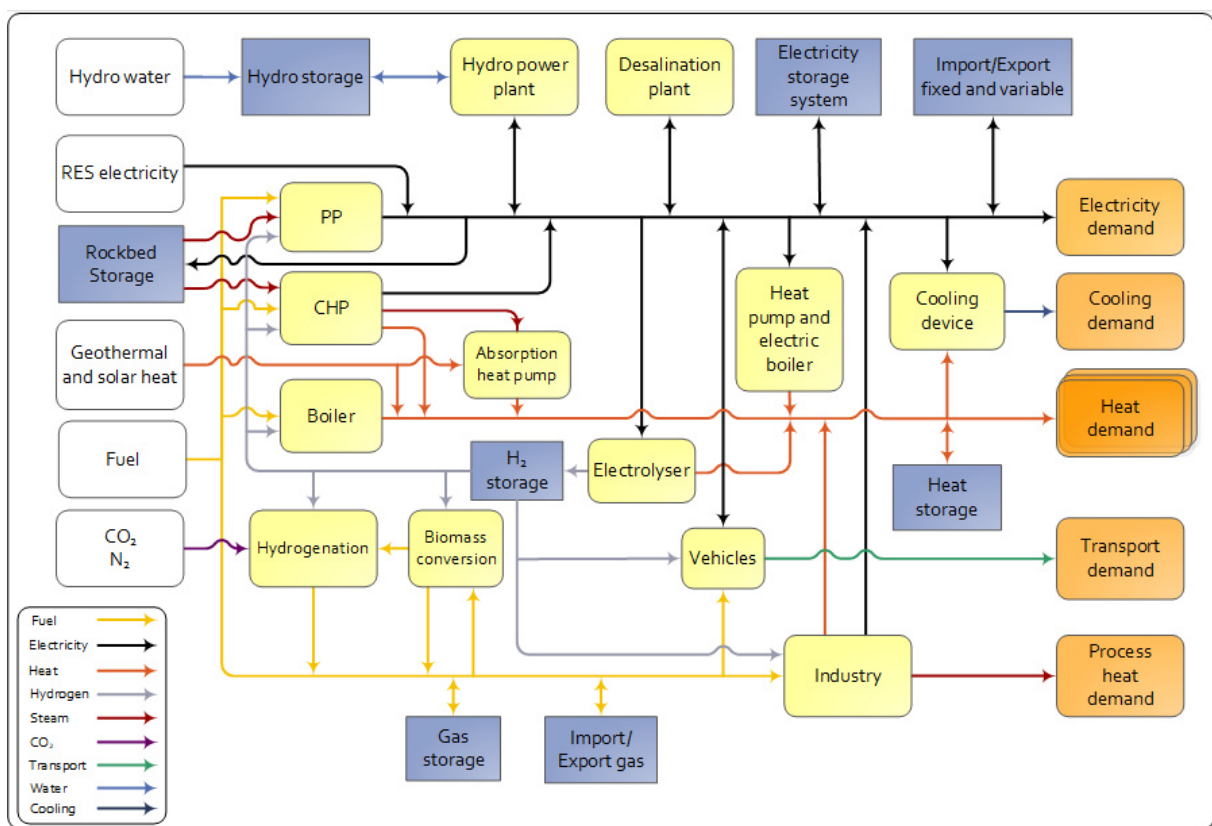 Hydro water
Hydro storage
Hydro power
plant
Desalination
plant
Electricity
storage
system
Import/Export
fixed and variable
RES electricity
PP
Electricity
demand
Rockbed
Storage
CHP
Heat
pump and
electric
boiler
Cooling
device
Cooling
demand
Geothermal
and solar heat
Absorption
heat pump
Boiler
Heat
demand
Fuel
H₂
storage
Electrolyser
Heat
storage
CO₂
N₂
Hydrogenation
Biomass
conversion
Vehicles
Transport
demand
Fuel
Electricity
Heat
Hydrogen
Steam
CO₂
Transport
Water
Cooling
Industry
Process
heat
demand
Gas
storage
Import/
Export gas